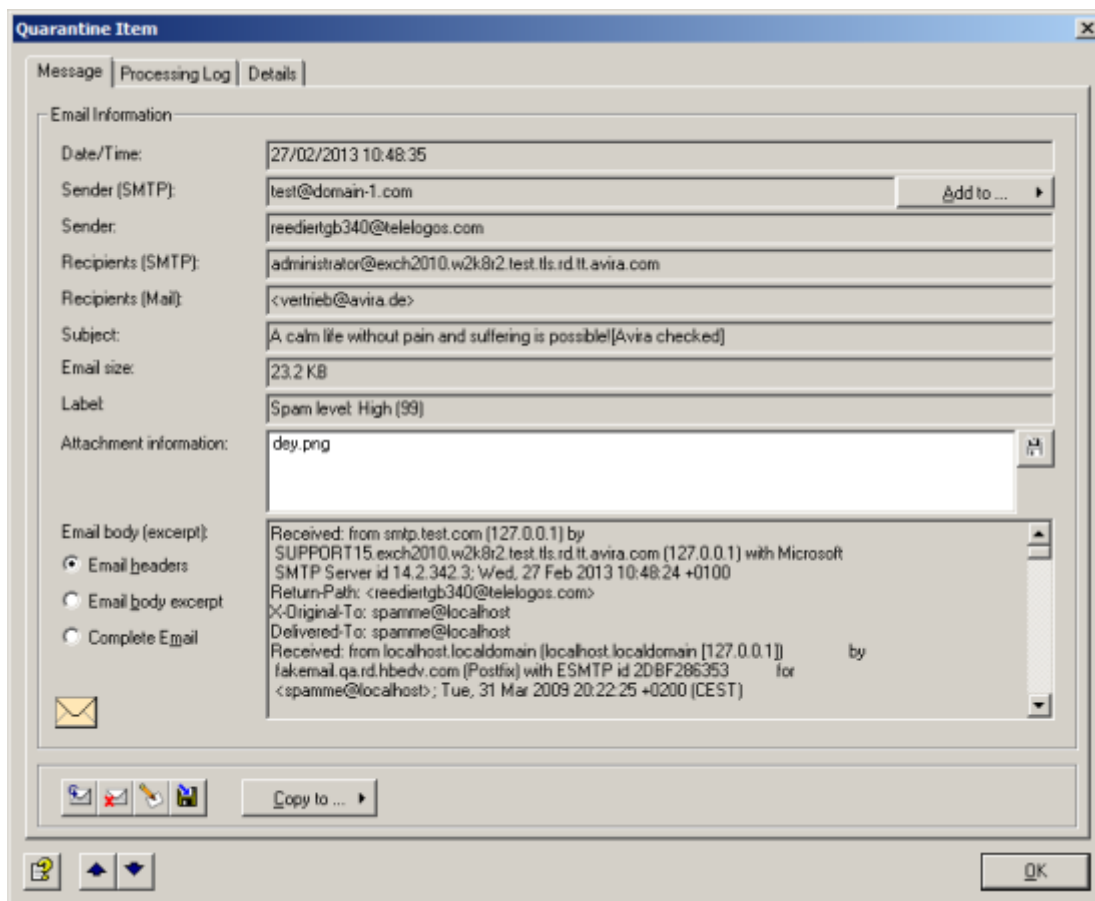 Quarantine Item
Message Processing Log Details
Email Information
Date/Time: 27/02/2013 10:48:35
Sender (SMTP): test@domain-1.com Add to ...
Sender: reediertgb340@telelogos.com
Recipients (SMTP): administrator@exch2010.w2k8r2.test.tls.rd.tt.avira.com
Recipients (Mail): <vertrieb@avira.de>
Subject: A calm life without pain and suffering is possible![Avira checked]
Email size: 23.2 KB
Label: Spam level: High (99)
Attachment information: dey.png
Email body (excerpt): Received: from smtp.test.com (127.0.0.1) by
SUPPORT15.exch2010.w2k8r2.test.tls.rd.tt.avira.com (127.0.0.1) with Microsoft
Email headers SMTP Server id 14.2.342.3; Wed, 27 Feb 2013 10:48:24 +0100
Return-Path: <reediertgb340@telelogos.com>
Email body excerpt X-Original-To: spamme@localhost
Delivered-To: spamme@localhost
Complete Email Received: from localhost.localdomain (localhost.localdomain [127.0.0.1]) by
fakemail.qa.rd.hbedv.com (Postfix) with ESMTP id 2DBF286353 for
<spamme@localhost>; Tue, 31 Mar 2009 20:22:25 +0200 (CEST)
Copy to ...
OK